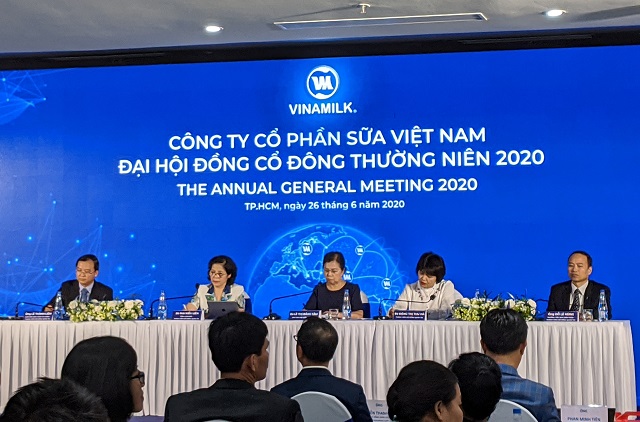 VINAMILK®
CÔNG TY CỔ PHẦN SỮA VIỆT NAM
ĐẠI HỘI ĐỒNG CỔ ĐÔNG THƯỜNG NIÊN 2020
THE ANNUAL GENERAL MEETING 2020
TP.HCM, ngày 26 tháng 6 năm 2020